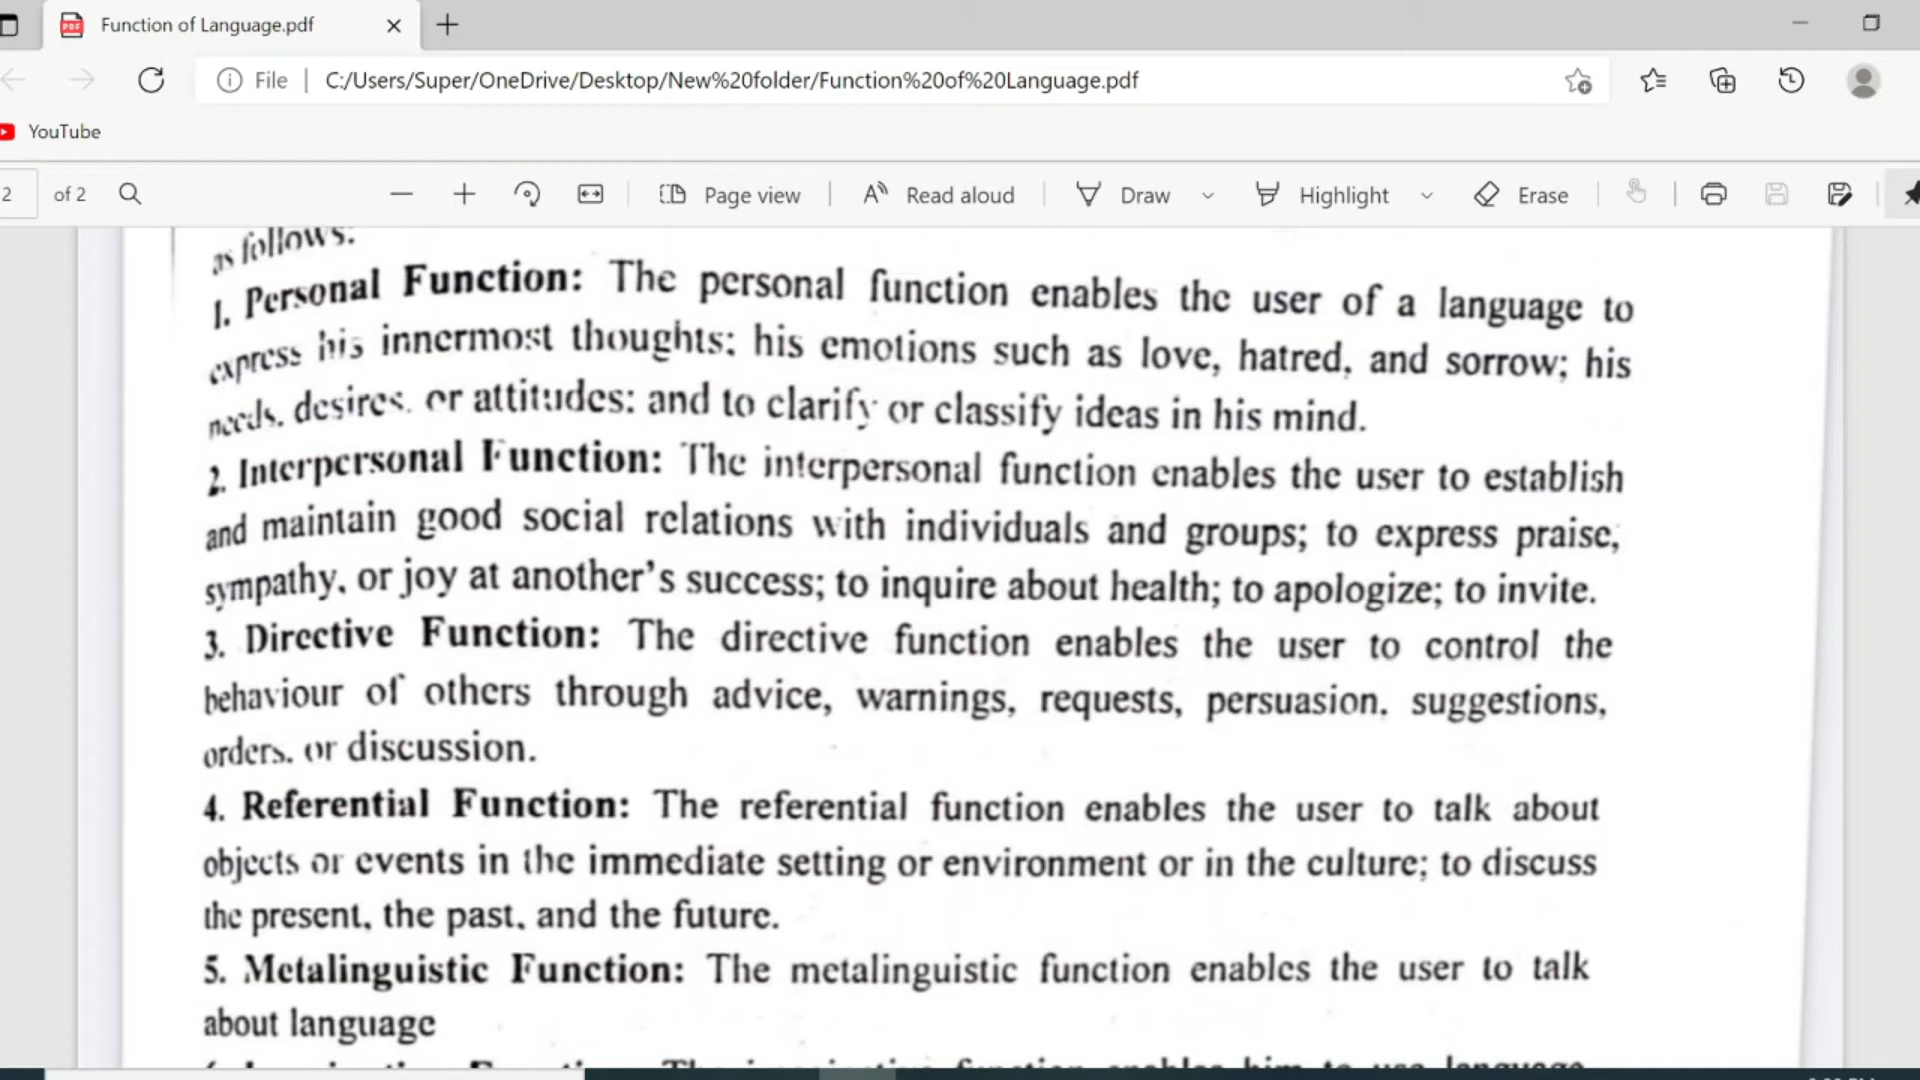 Function of Language.pdf
File
C:/Users/Super/OneDrive/Desktop/New%20folder/Function%20of%20Language.pdf
YouTube
2 of 2
Page view
Read aloud
Draw
Highlight
Erase
as follows:
1. Personal Function: The personal function enables the user of a language to
express his innermost thoughts; his emotions such as love, hatred, and sorrow; his
needs, desires, or attitudes; and to clarify or classify ideas in his mind.
2. Interpersonal Function: The interpersonal function enables the user to establish
and maintain good social relations with individuals and groups; to express praise,
sympathy, or joy at another's success; to inquire about health; to apologize; to invite.
3. Directive Function: The directive function enables the user to control the
behaviour of others through advice, warnings, requests, persuasion, suggestions,
orders, or discussion.
4. Referential Function: The referential function enables the user to talk about
objects or events in the immediate setting or environment or in the culture; to discuss
the present, the past, and the future.
5. Metalinguistic Function: The metalinguistic function enables the user to talk
about language
Function: The function enables him to use language